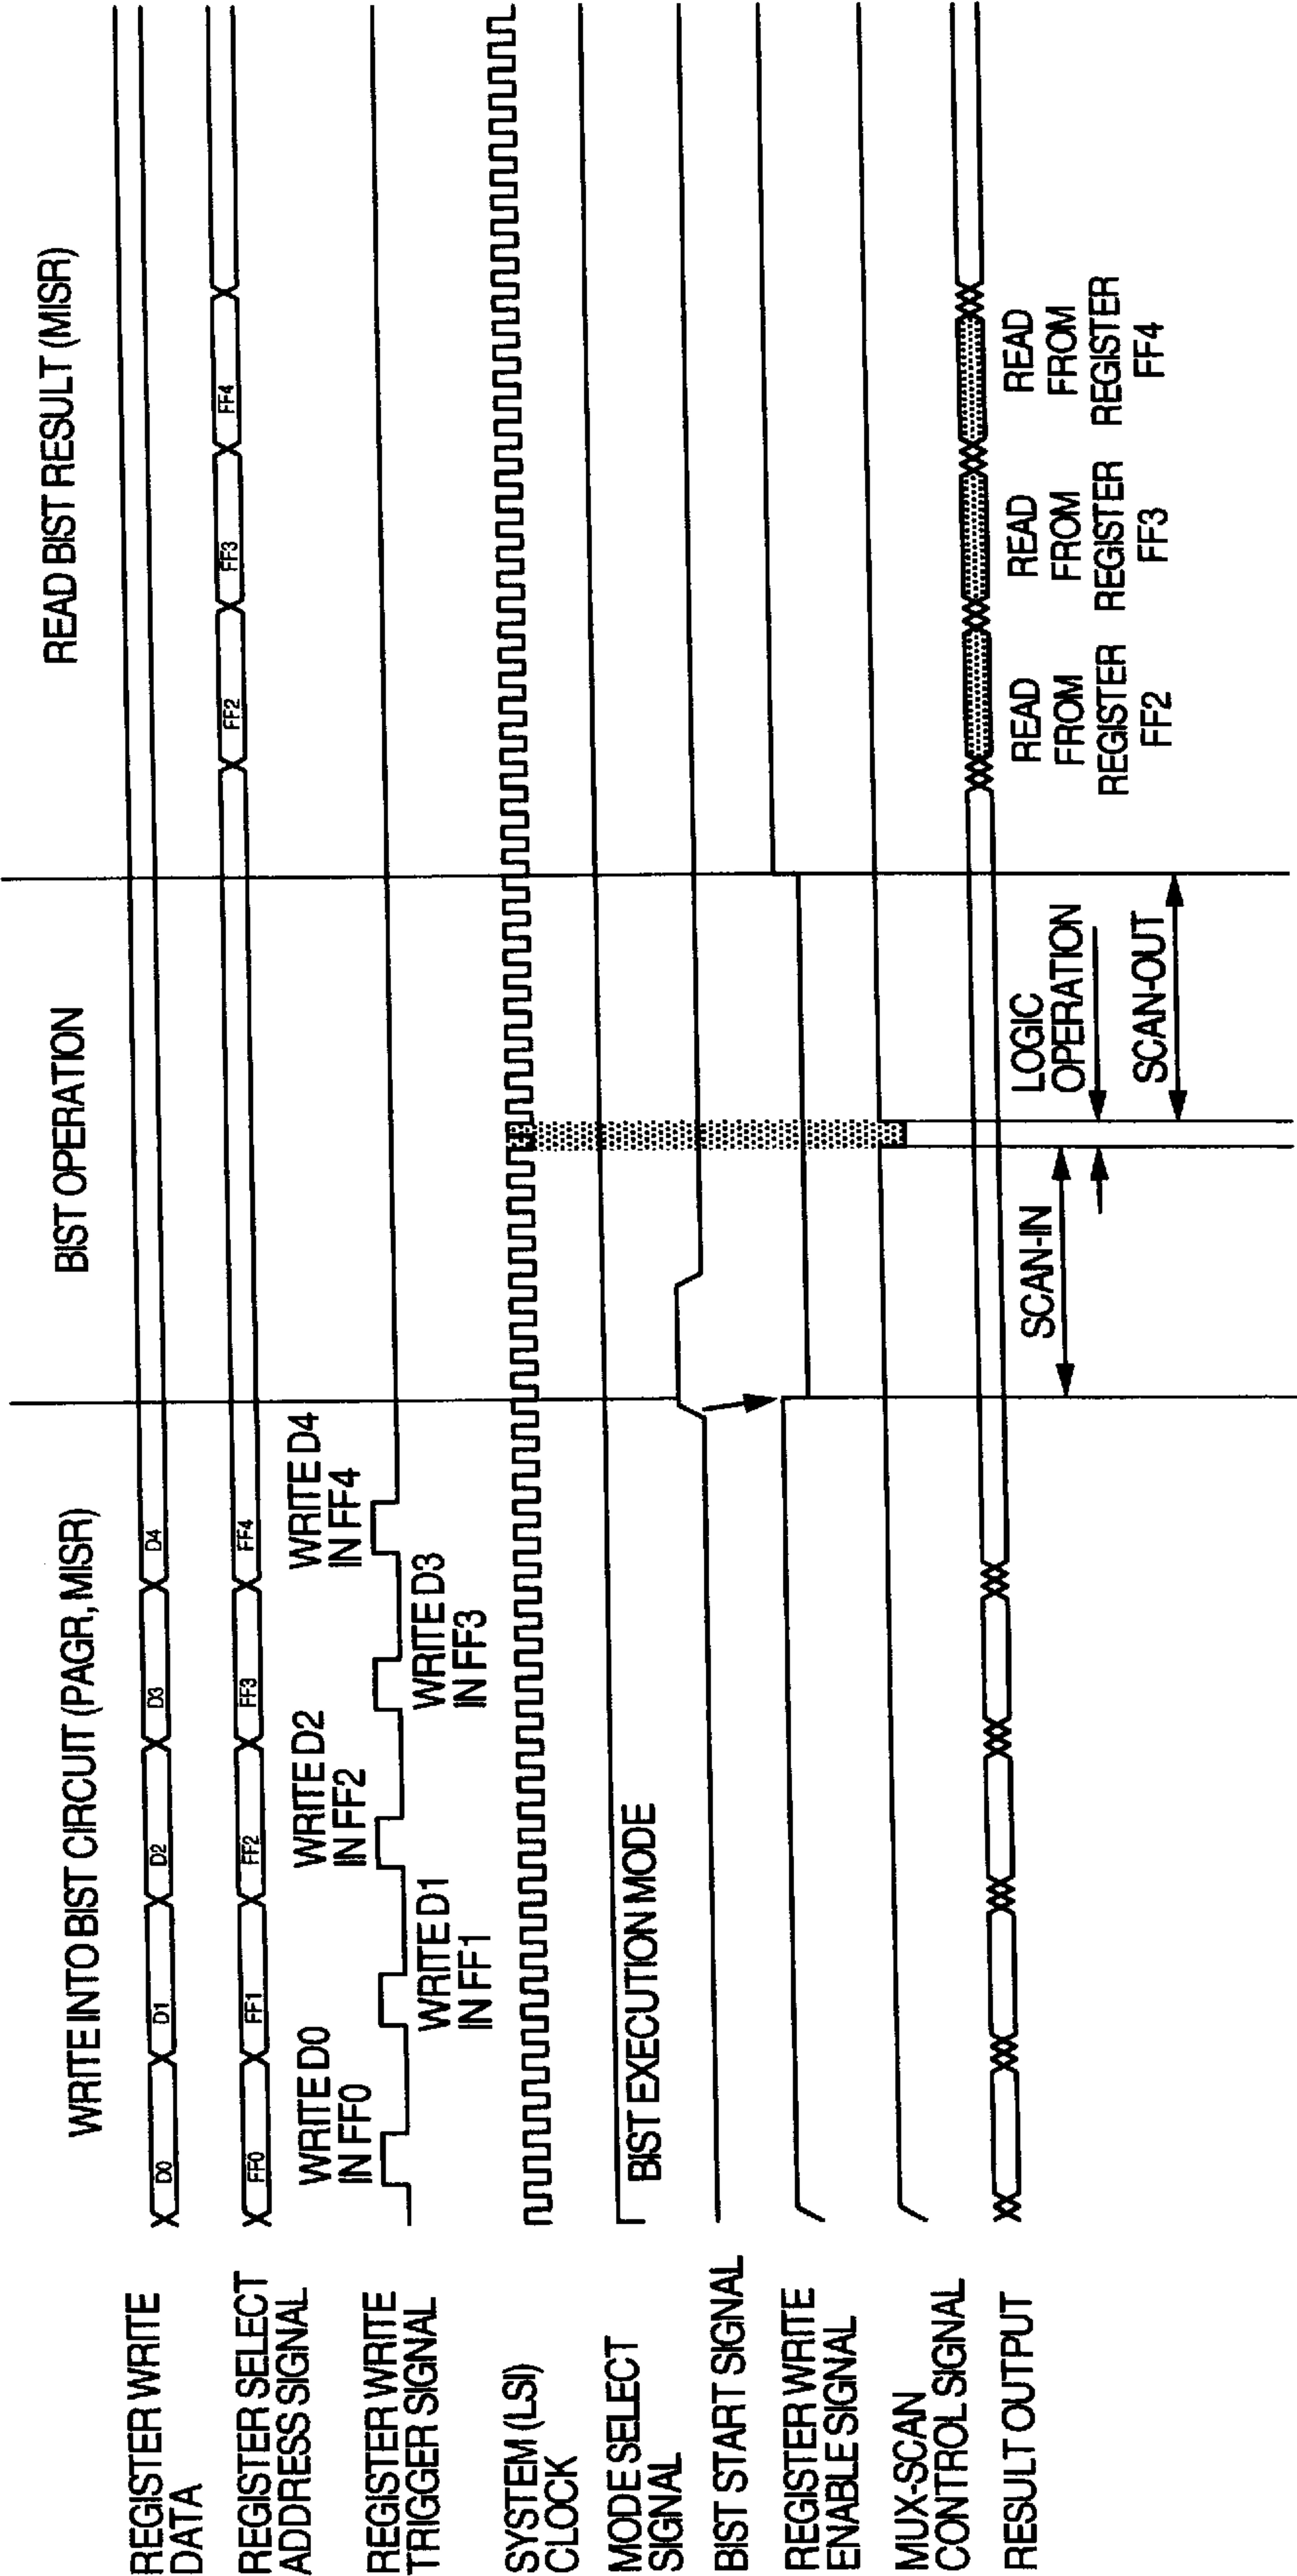 WRITE INTO BIST CIRCUIT (PAGR, MISR)
BIST OPERATION
READ BIST RESULT (MISR)
REGISTER WRITE
DATA
D0
D1
D2
D3
D4
REGISTER SELECT
ADDRESS SIGNAL
FF0
FF1
FF2
FF3
FF4
FF2
FF3
FF4
REGISTER WRITE
TRIGGER SIGNAL
WRITE D0
IN FF0
WRITE D1
IN FF1
WRITE D2
IN FF2
WRITE D3
IN FF3
WRITE D4
IN FF4
SYSTEM (LSI)
CLOCK
MODE SELECT
SIGNAL
BIST EXECUTION MODE
BIST START SIGNAL
REGISTER WRITE
ENABLE SIGNAL
MUX-SCAN
CONTROL SIGNAL
RESULT OUTPUT
SCAN-IN
LOGIC
OPERATION
SCAN-OUT
READ
FROM
REGISTER
FF2
READ
FROM
REGISTER
FF3
READ
FROM
REGISTER
FF4